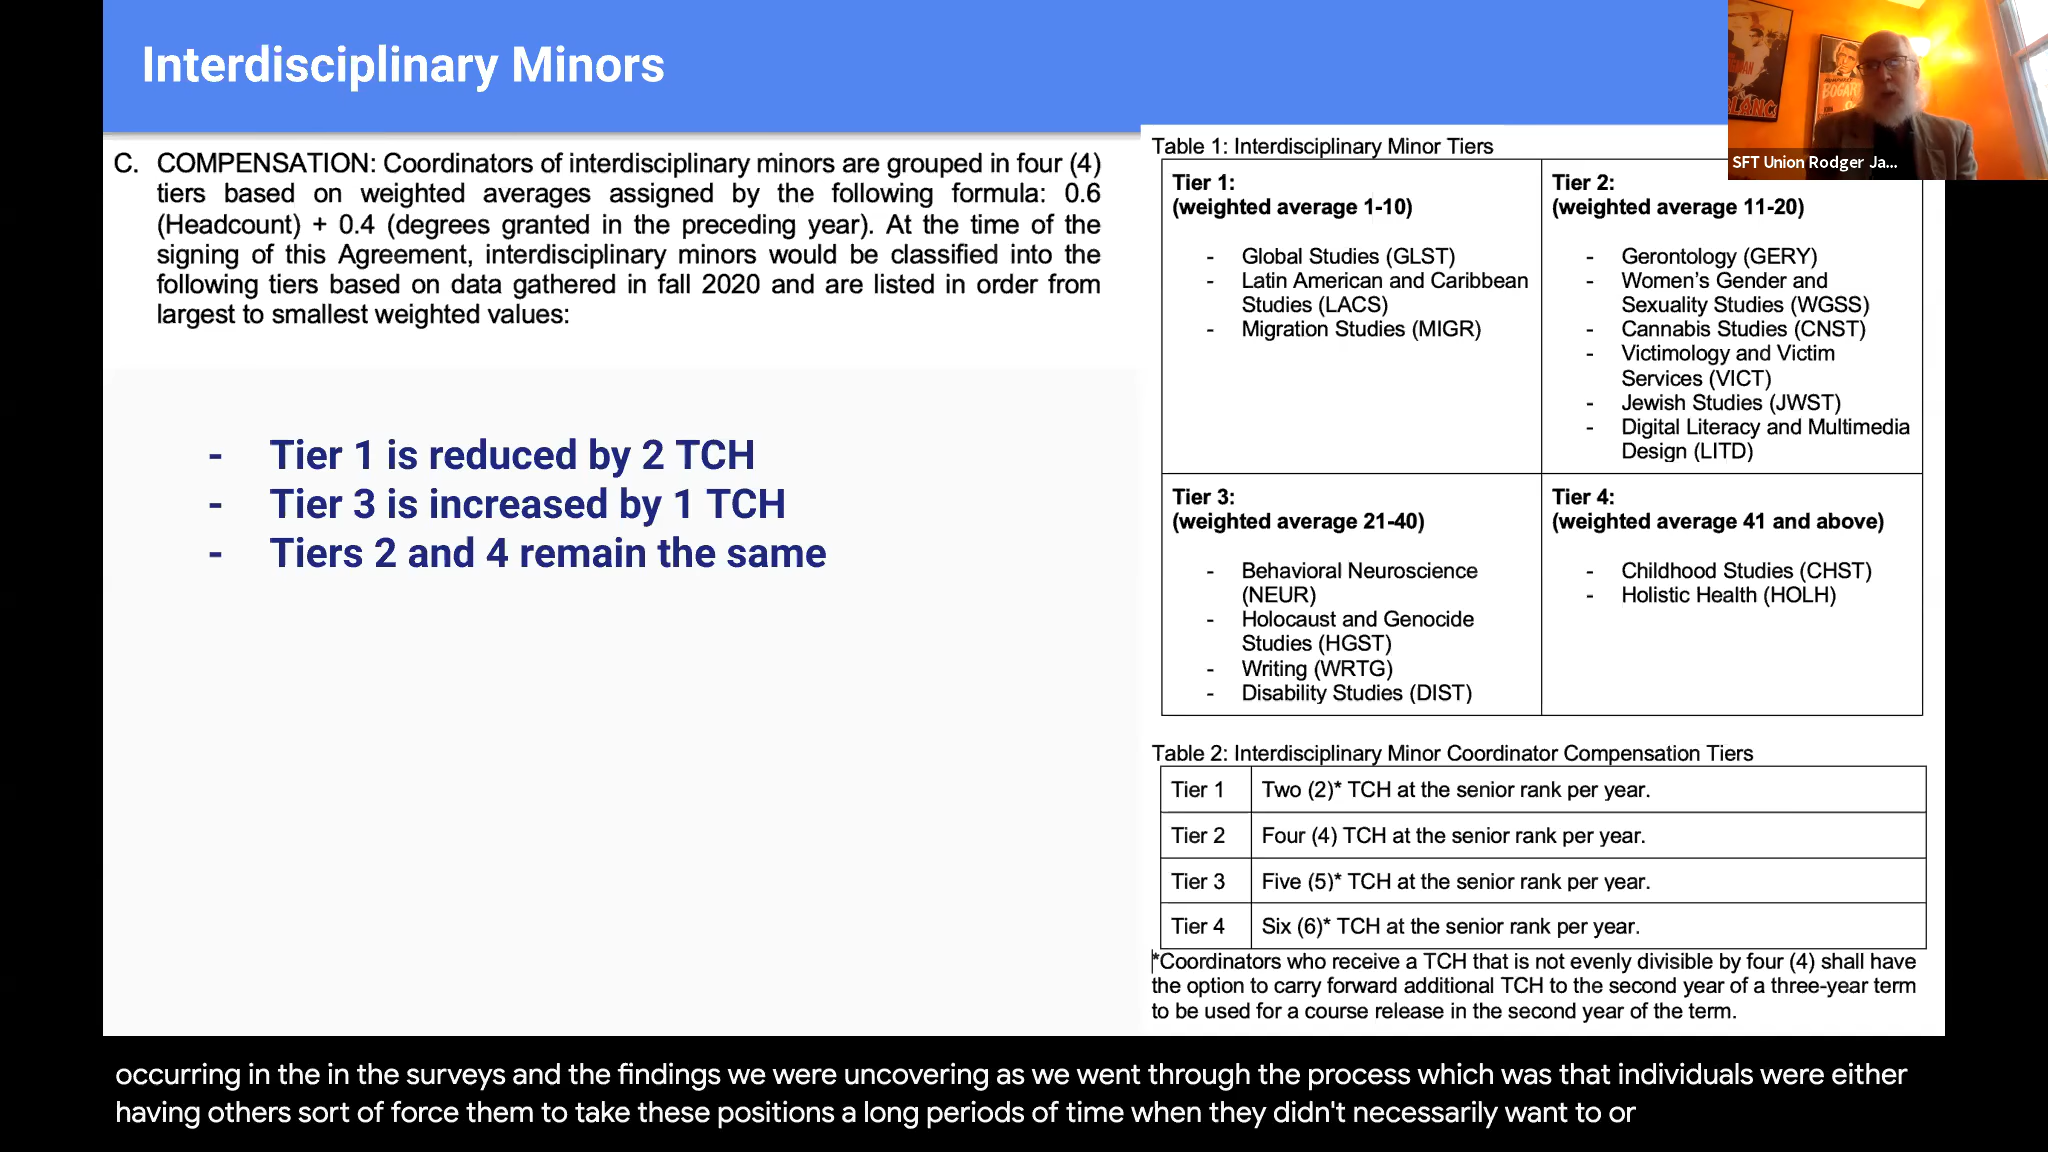 Interdisciplinary Minors
C. COMPENSATION: Coordinators of interdisciplinary minors are grouped in four (4)
tiers based on weighted averages assigned by the following formula: 0.6
(Headcount) + 0.4 (degrees granted in the preceding year). At the time of the
signing of this Agreement, interdisciplinary minors would be classified into the
following tiers based on data gathered in fall 2020 and are listed in order from
largest to smallest weighted values:
- Tier 1 is reduced by 2 TCH
- Tier 3 is increased by 1 TCH
- Tiers 2 and 4 remain the same
Table 1: Interdisciplinary Minor Tiers
Tier 1:
(weighted average 1-10)
- Global Studies (GLST)
- Latin American and Caribbean
Studies (LACS)
- Migration Studies (MIGR)
Tier 2:
(weighted average 11-20)
- Gerontology (GERY)
- Women's Gender and
Sexuality Studies (WGSS)
- Cannabis Studies (CNST)
- Victimology and Victim
Services (VICT)
- Jewish Studies (JWST)
- Digital Literacy and Multimedia
Design (LITD)
Tier 3:
(weighted average 21-40)
- Behavioral Neuroscience
(NEUR)
- Holocaust and Genocide
Studies (HGST)
- Writing (WRTG)
- Disability Studies (DIST)
Tier 4:
(weighted average 41 and above)
- Childhood Studies (CHST)
- Holistic Health (HOLH)
Table 2: Interdisciplinary Minor Coordinator Compensation Tiers
Tier 1 Two (2)* TCH at the senior rank per year.
Tier 2 Four (4) TCH at the senior rank per year.
Tier 3 Five (5)* TCH at the senior rank per year.
Tier 4 Six (6)* TCH at the senior rank per year.
*Coordinators who receive a TCH that is not evenly divisible by four (4) shall have
the option to carry forward additional TCH to the second year of a three-year term
to be used for a course release in the second year of the term.
BOGART
SFT Union Rodger Ja...
occurring in the in the surveys and the findings we were uncovering as we went through the process which was that individuals were either
having others sort of force them to take these positions a long periods of time when they didn't necessarily want to or